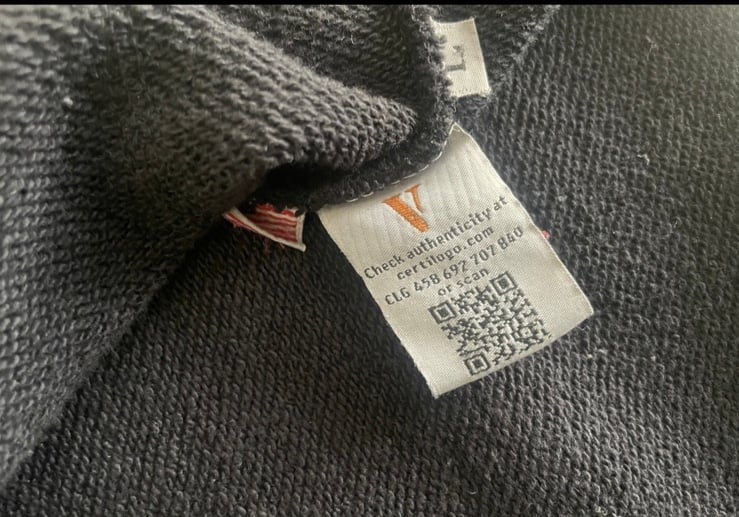 L
V
Check authenticity at
certilogo.com
CLG 458 692 707 840
or scan